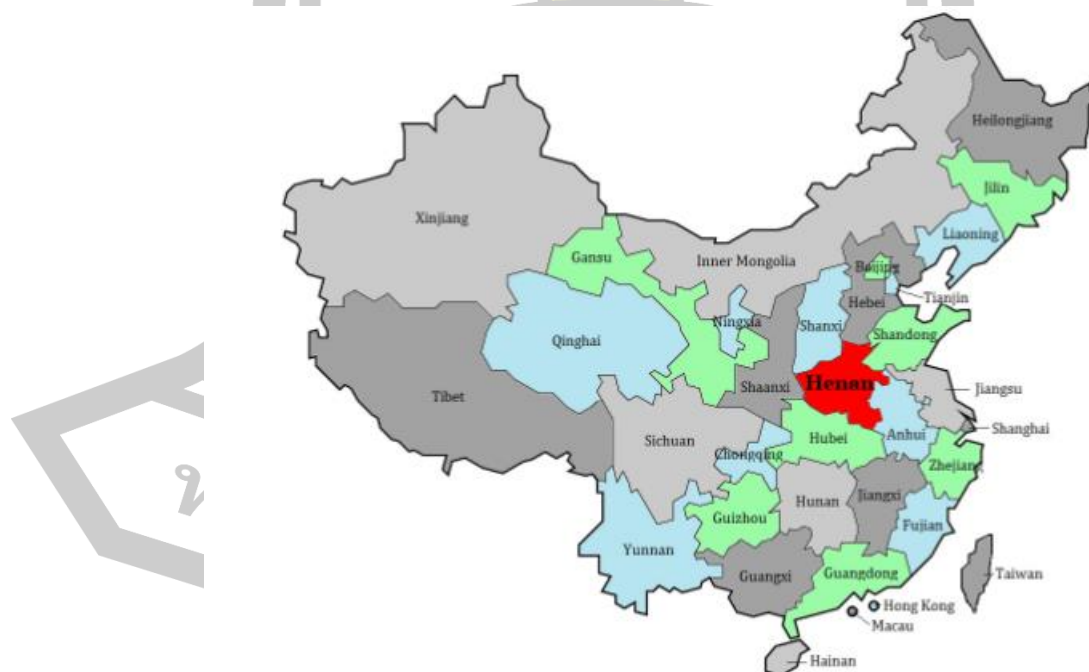 Heilongjiang
Jilin
Xinjiang
Liaoning
Gansu
Inner Mongolia
Beijing
Tianjin
Hebei
Ningxia
Shanxi
Shandong
Qinghai
Henan
Shaanxi
Jiangsu
Tibet
Shanghai
Sichuan
Hubei
Anhui
Chongqing
Zhejiang
Hunan
Jiangxi
Guizhou
Fujian
Yunnan
Guangxi
Guangdong
Taiwan
Hong Kong
Macau
Hainan